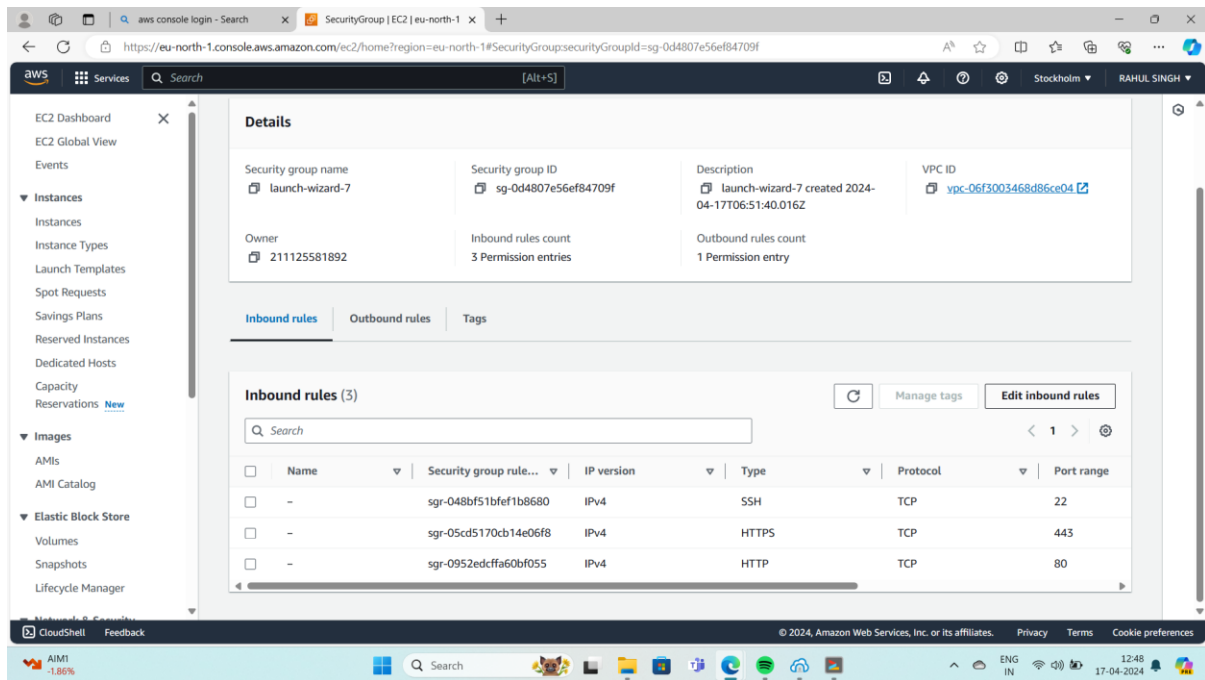 aws console login - Search
SecurityGroup | EC2 | eu-north-1
https://eu-north-1.console.aws.amazon.com/ec2/home?region=eu-north-1#SecurityGroup:securityGroupId=sg-0d4807e56ef84709f
aws Services Search [Alt+S] Stockholm ▼ RAHUL SINGH ▼
EC2 Dashboard
EC2 Global View
Events
▼ Instances
Instances
Instance Types
Launch Templates
Spot Requests
Savings Plans
Reserved Instances
Dedicated Hosts
Capacity
Reservations New
▼ Images
AMIs
AMI Catalog
▼ Elastic Block Store
Volumes
Snapshots
Lifecycle Manager
Network & Security
Details
Security group name
launch-wizard-7
Security group ID
sg-0d4807e56ef84709f
Description
launch-wizard-7 created 2024-
04-17T06:51:40.016Z
VPC ID
vpc-06f3003468d86ce04
Owner
211125581892
Inbound rules count
3 Permission entries
Outbound rules count
1 Permission entry
Inbound rules Outbound rules Tags
Inbound rules (3) Manage tags Edit inbound rules
Search
1
Name Security group rule... IP version Type Protocol Port range
– sgr-048bf51bfef1b8680 IPv4 SSH TCP 22
– sgr-05cd5170cb14e06f8 IPv4 HTTPS TCP 443
– sgr-0952edcffa60bf055 IPv4 HTTP TCP 80
CloudShell Feedback © 2024, Amazon Web Services, Inc. or its affiliates. Privacy Terms Cookie preferences
AIM1
-1.86%
Search
ENG
IN
12:48
17-04-2024